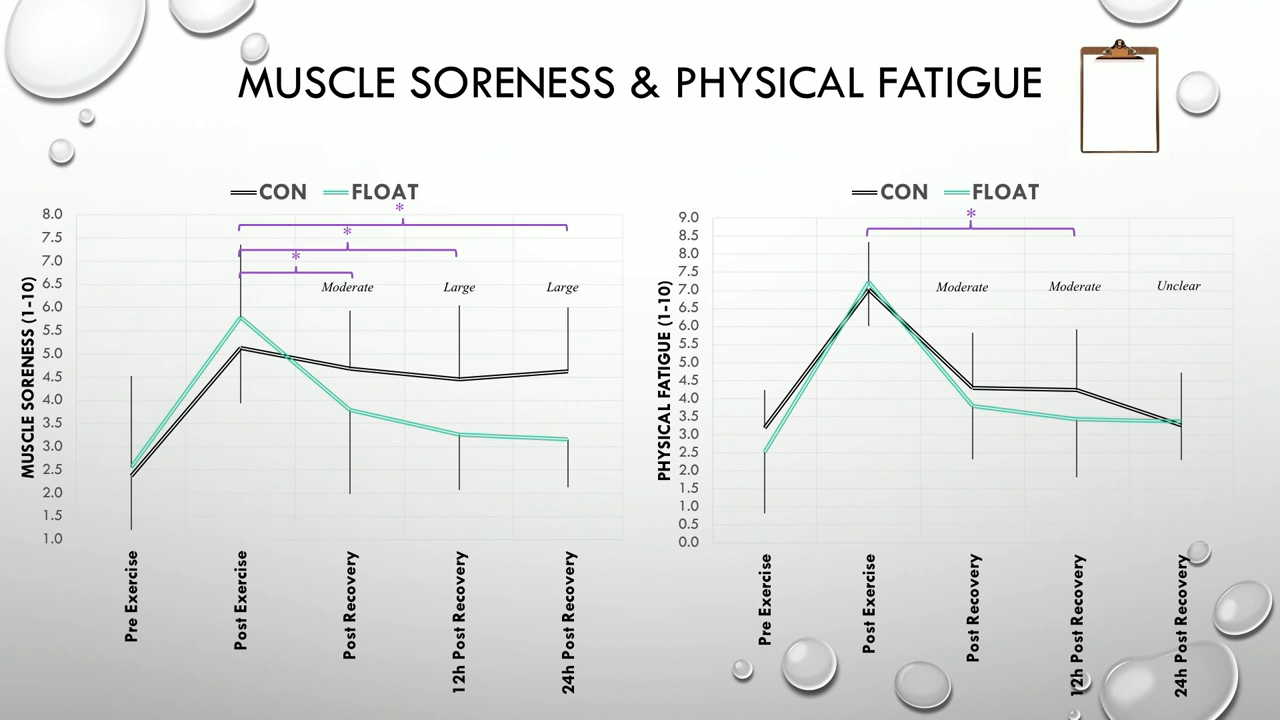 MUSCLE SORENESS & PHYSICAL FATIGUE
CON FLOAT
*
*
*
8.0
7.5
7.0
6.5
6.0
5.5
5.0
4.5
4.0
3.5
3.0
2.5
2.0
1.5
1.0
MUSCLE SORENESS (1-10)
Moderate Large Large
Pre Exercise
Post Exercise
Post Recovery
12h Post Recovery
24h Post Recovery
CON FLOAT
*
9.0
8.5
8.0
7.5
7.0
6.5
6.0
5.5
5.0
4.5
4.0
3.5
3.0
2.5
2.0
1.5
1.0
0.5
0.0
PHYSICAL FATIGUE (1-10)
Moderate Moderate Unclear
Pre Exercise
Post Exercise
Post Recovery
12h Post Recovery
24h Post Recovery